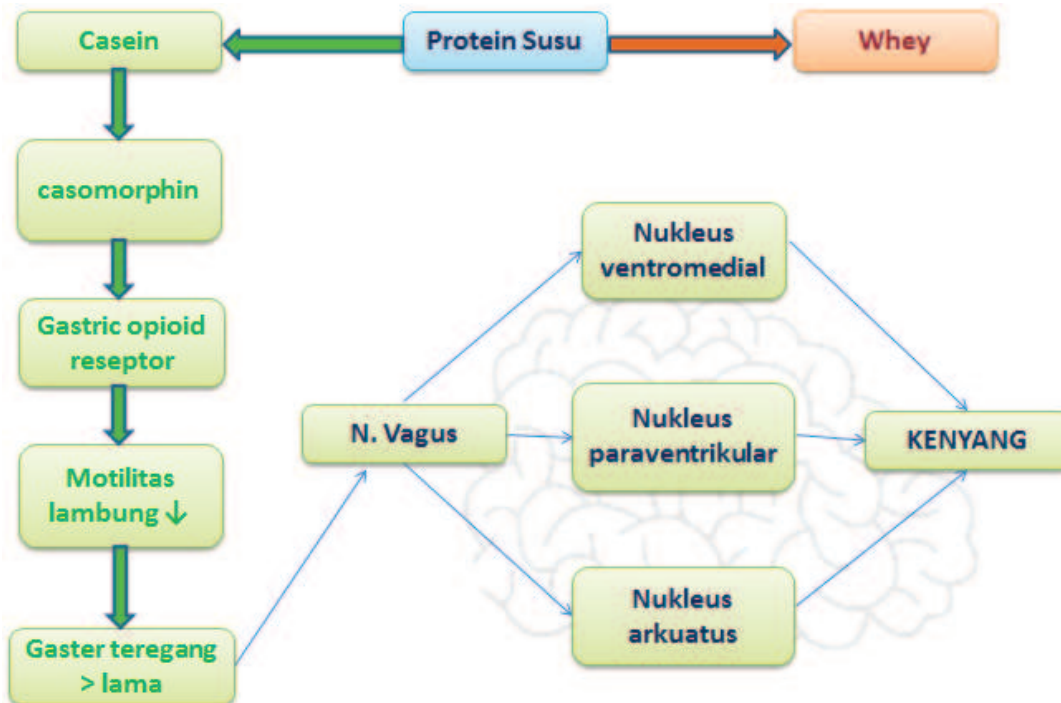 Casein
Protein Susu
Whey
casomorphin
Gastric opioid
reseptor
Motilitas
lambung ↓
Gaster teregang
> lama
N. Vagus
Nukleus
ventromedial
Nukleus
paraventrikular
Nukleus
arkuatus
KENYANG